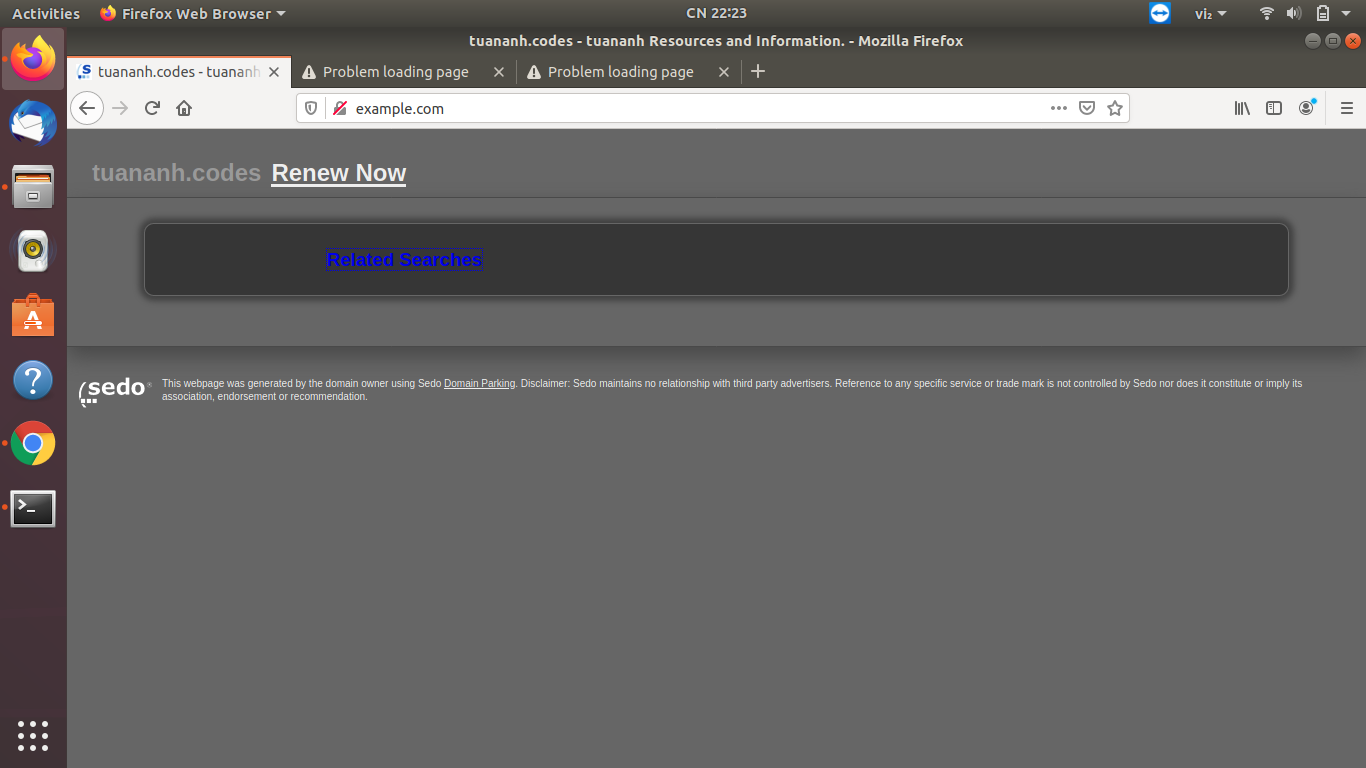 Activities Firefox Web Browser CN 22:23 vi₂
tuananh.codes - tuananh Resources and Information. - Mozilla Firefox
tuananh.codes - tuananh Problem loading page Problem loading page
example.com
tuananh.codes Renew Now
Related Searches
sedo This webpage was generated by the domain owner using Sedo Domain Parking. Disclaimer: Sedo maintains no relationship with third party advertisers. Reference to any specific service or trade mark is not controlled by Sedo nor does it constitute or imply its
association, endorsement or recommendation.